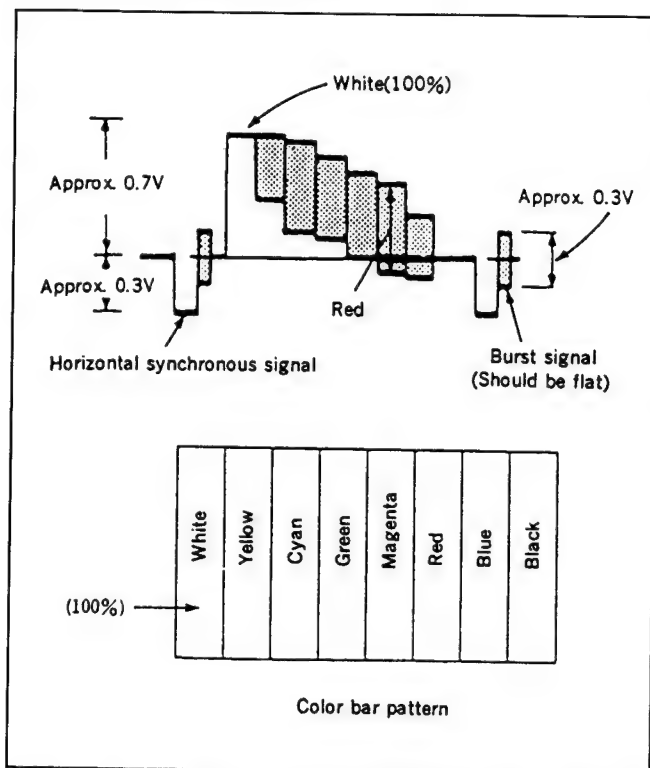 White(100%)
Approx. 0.7V
Approx. 0.3V
Approx. 0.3V
Red
Horizontal synchronous signal
Burst signal
(Should be flat)
White
Yellow
Cyan
Green
Magenta
Red
Blue
Black
(100%)
Color bar pattern